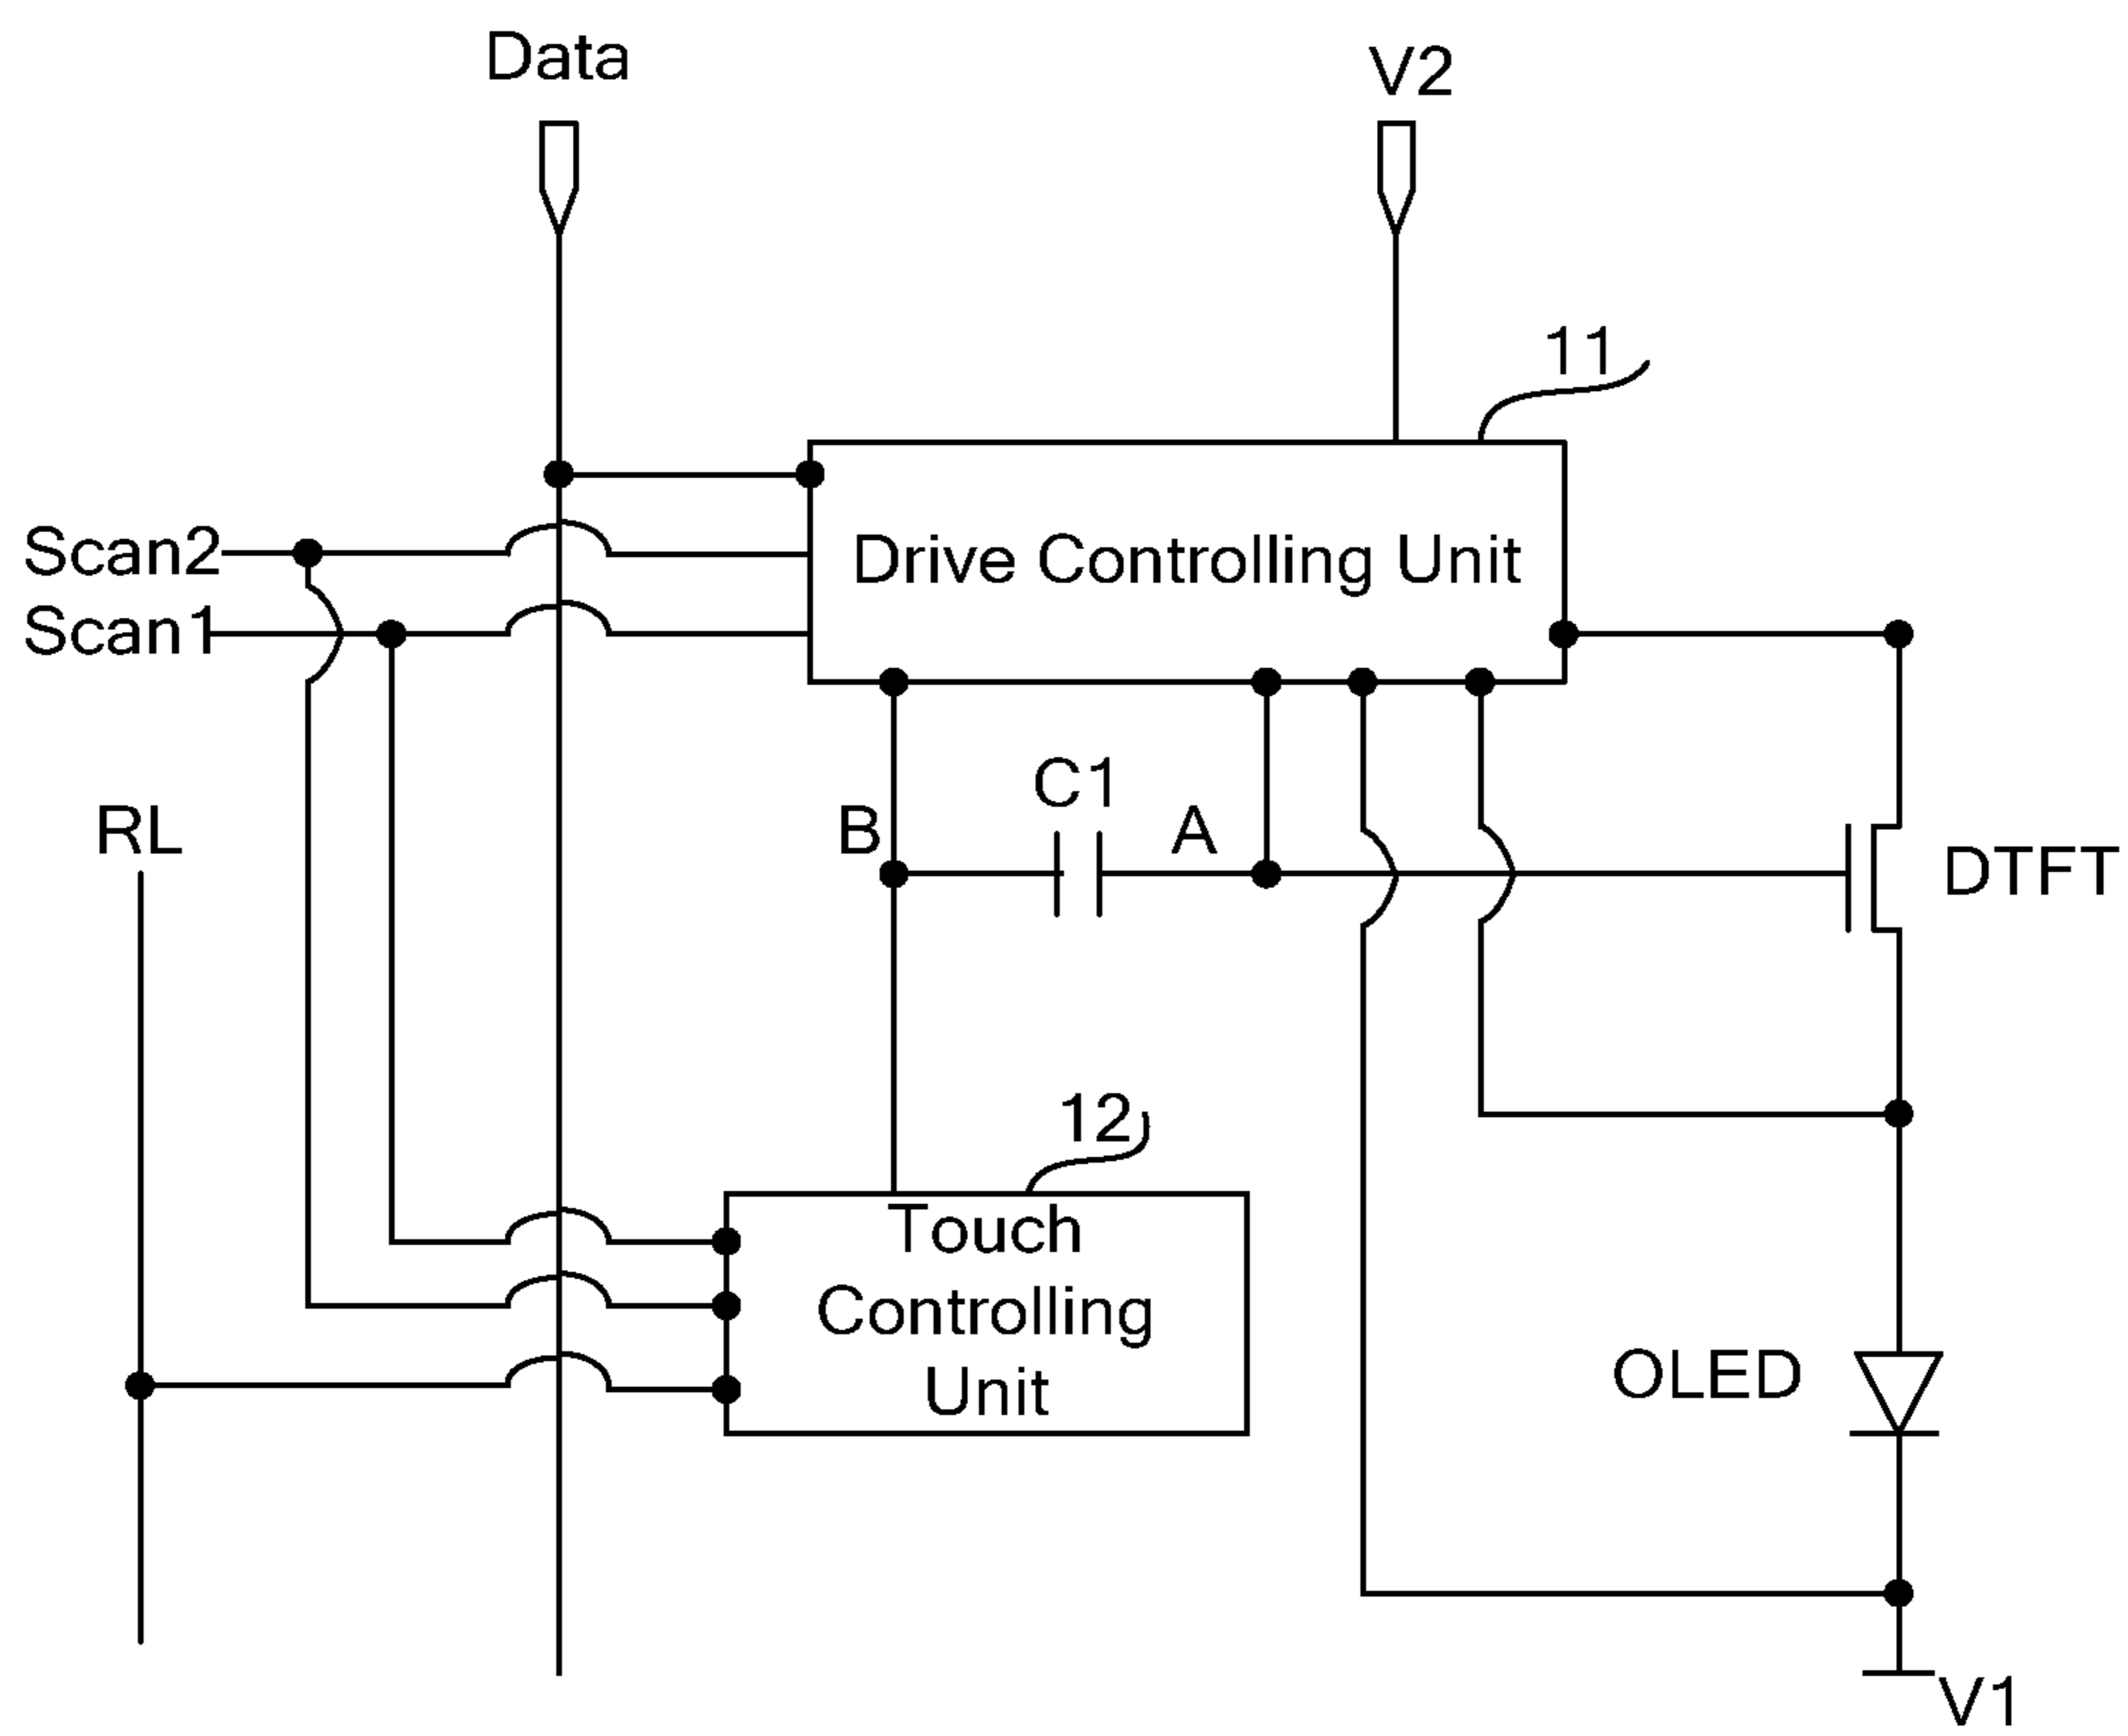 Data
V2
11
Scan2
Drive Controlling Unit
Scan1
C1
RL
B
A
DTFT
12
Touch
Controlling
Unit
OLED
V1